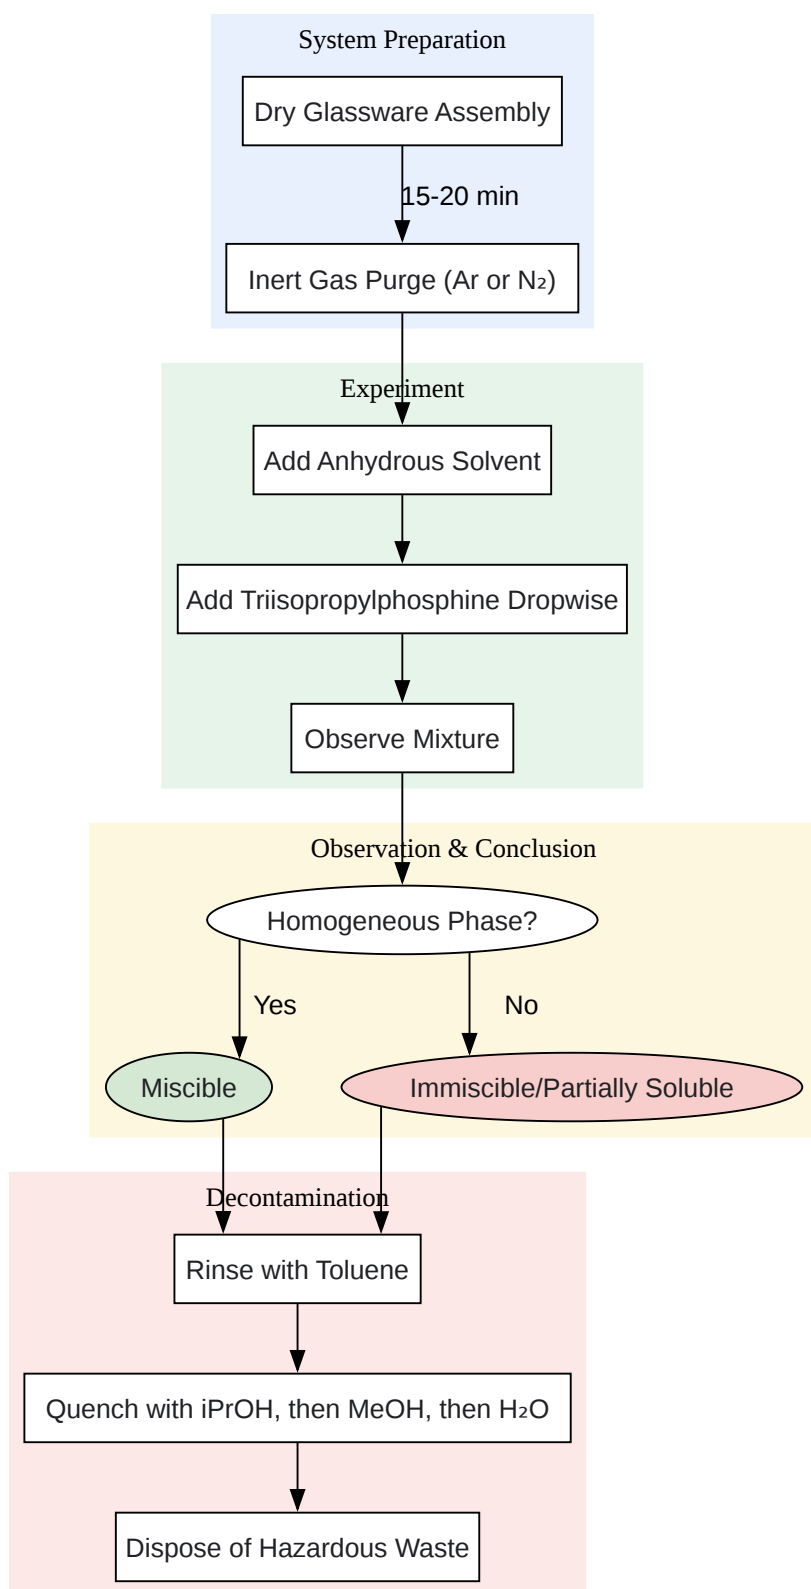 System Preparation
Dry Glassware Assembly
15-20 min
Inert Gas Purge (Ar or N₂)
Experiment
Add Anhydrous Solvent
Add Triisopropylphosphine Dropwise
Observe Mixture
Observation & Conclusion
Homogeneous Phase?
Yes
No
Miscible
Immiscible/Partially Soluble
Decontamination
Rinse with Toluene
Quench with iPrOH, then MeOH, then H₂O
Dispose of Hazardous Waste